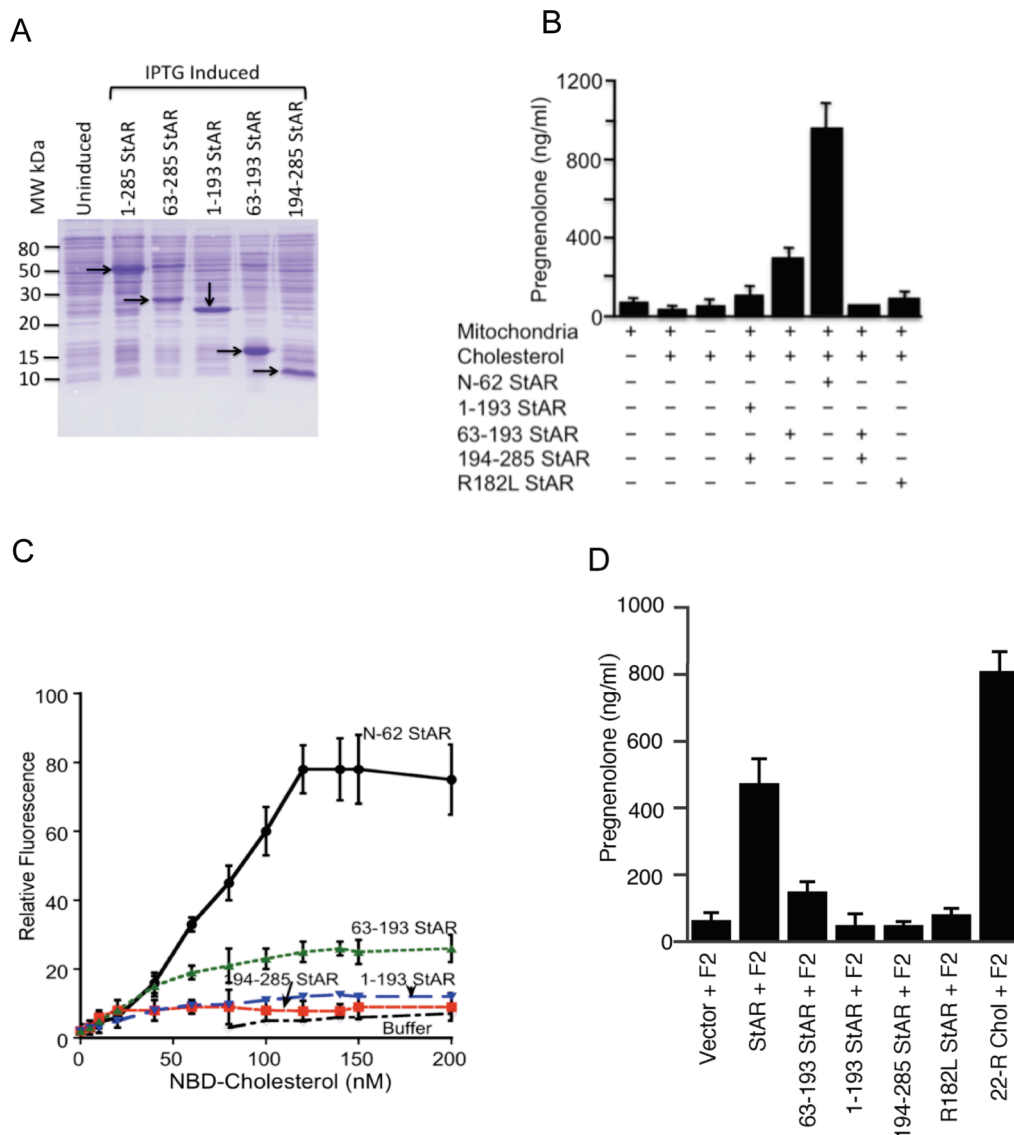 A
IPTG Induced
MW kDa
Uninduced
1-285 StAR
63-285 StAR
1-193 StAR
63-193 StAR
194-285 StAR
80
50
30
20
15
10
B
Pregnenolone (ng/ml)
1200
800
400
0
Mitochondria + + − + + + + +
Cholesterol − + + + + + + +
N-62 StAR − − − − − + − −
1-193 StAR − − − + − − − −
63-193 StAR − − − − + − + −
194-285 StAR − − − + − − + −
R182L StAR − − − − − − − +
C
Relative Fluorescence
100
80
60
40
20
0
N-62 StAR
63-193 StAR
194-285 StAR
1-193 StAR
Buffer
0 50 100 150 200
NBD-Cholesterol (nM)
D
Pregnenolone (ng/ml)
1000
800
600
400
200
0
Vector + F2
StAR + F2
63-193 StAR + F2
1-193 StAR + F2
194-285 StAR + F2
R182L StAR + F2
22-R Chol + F2